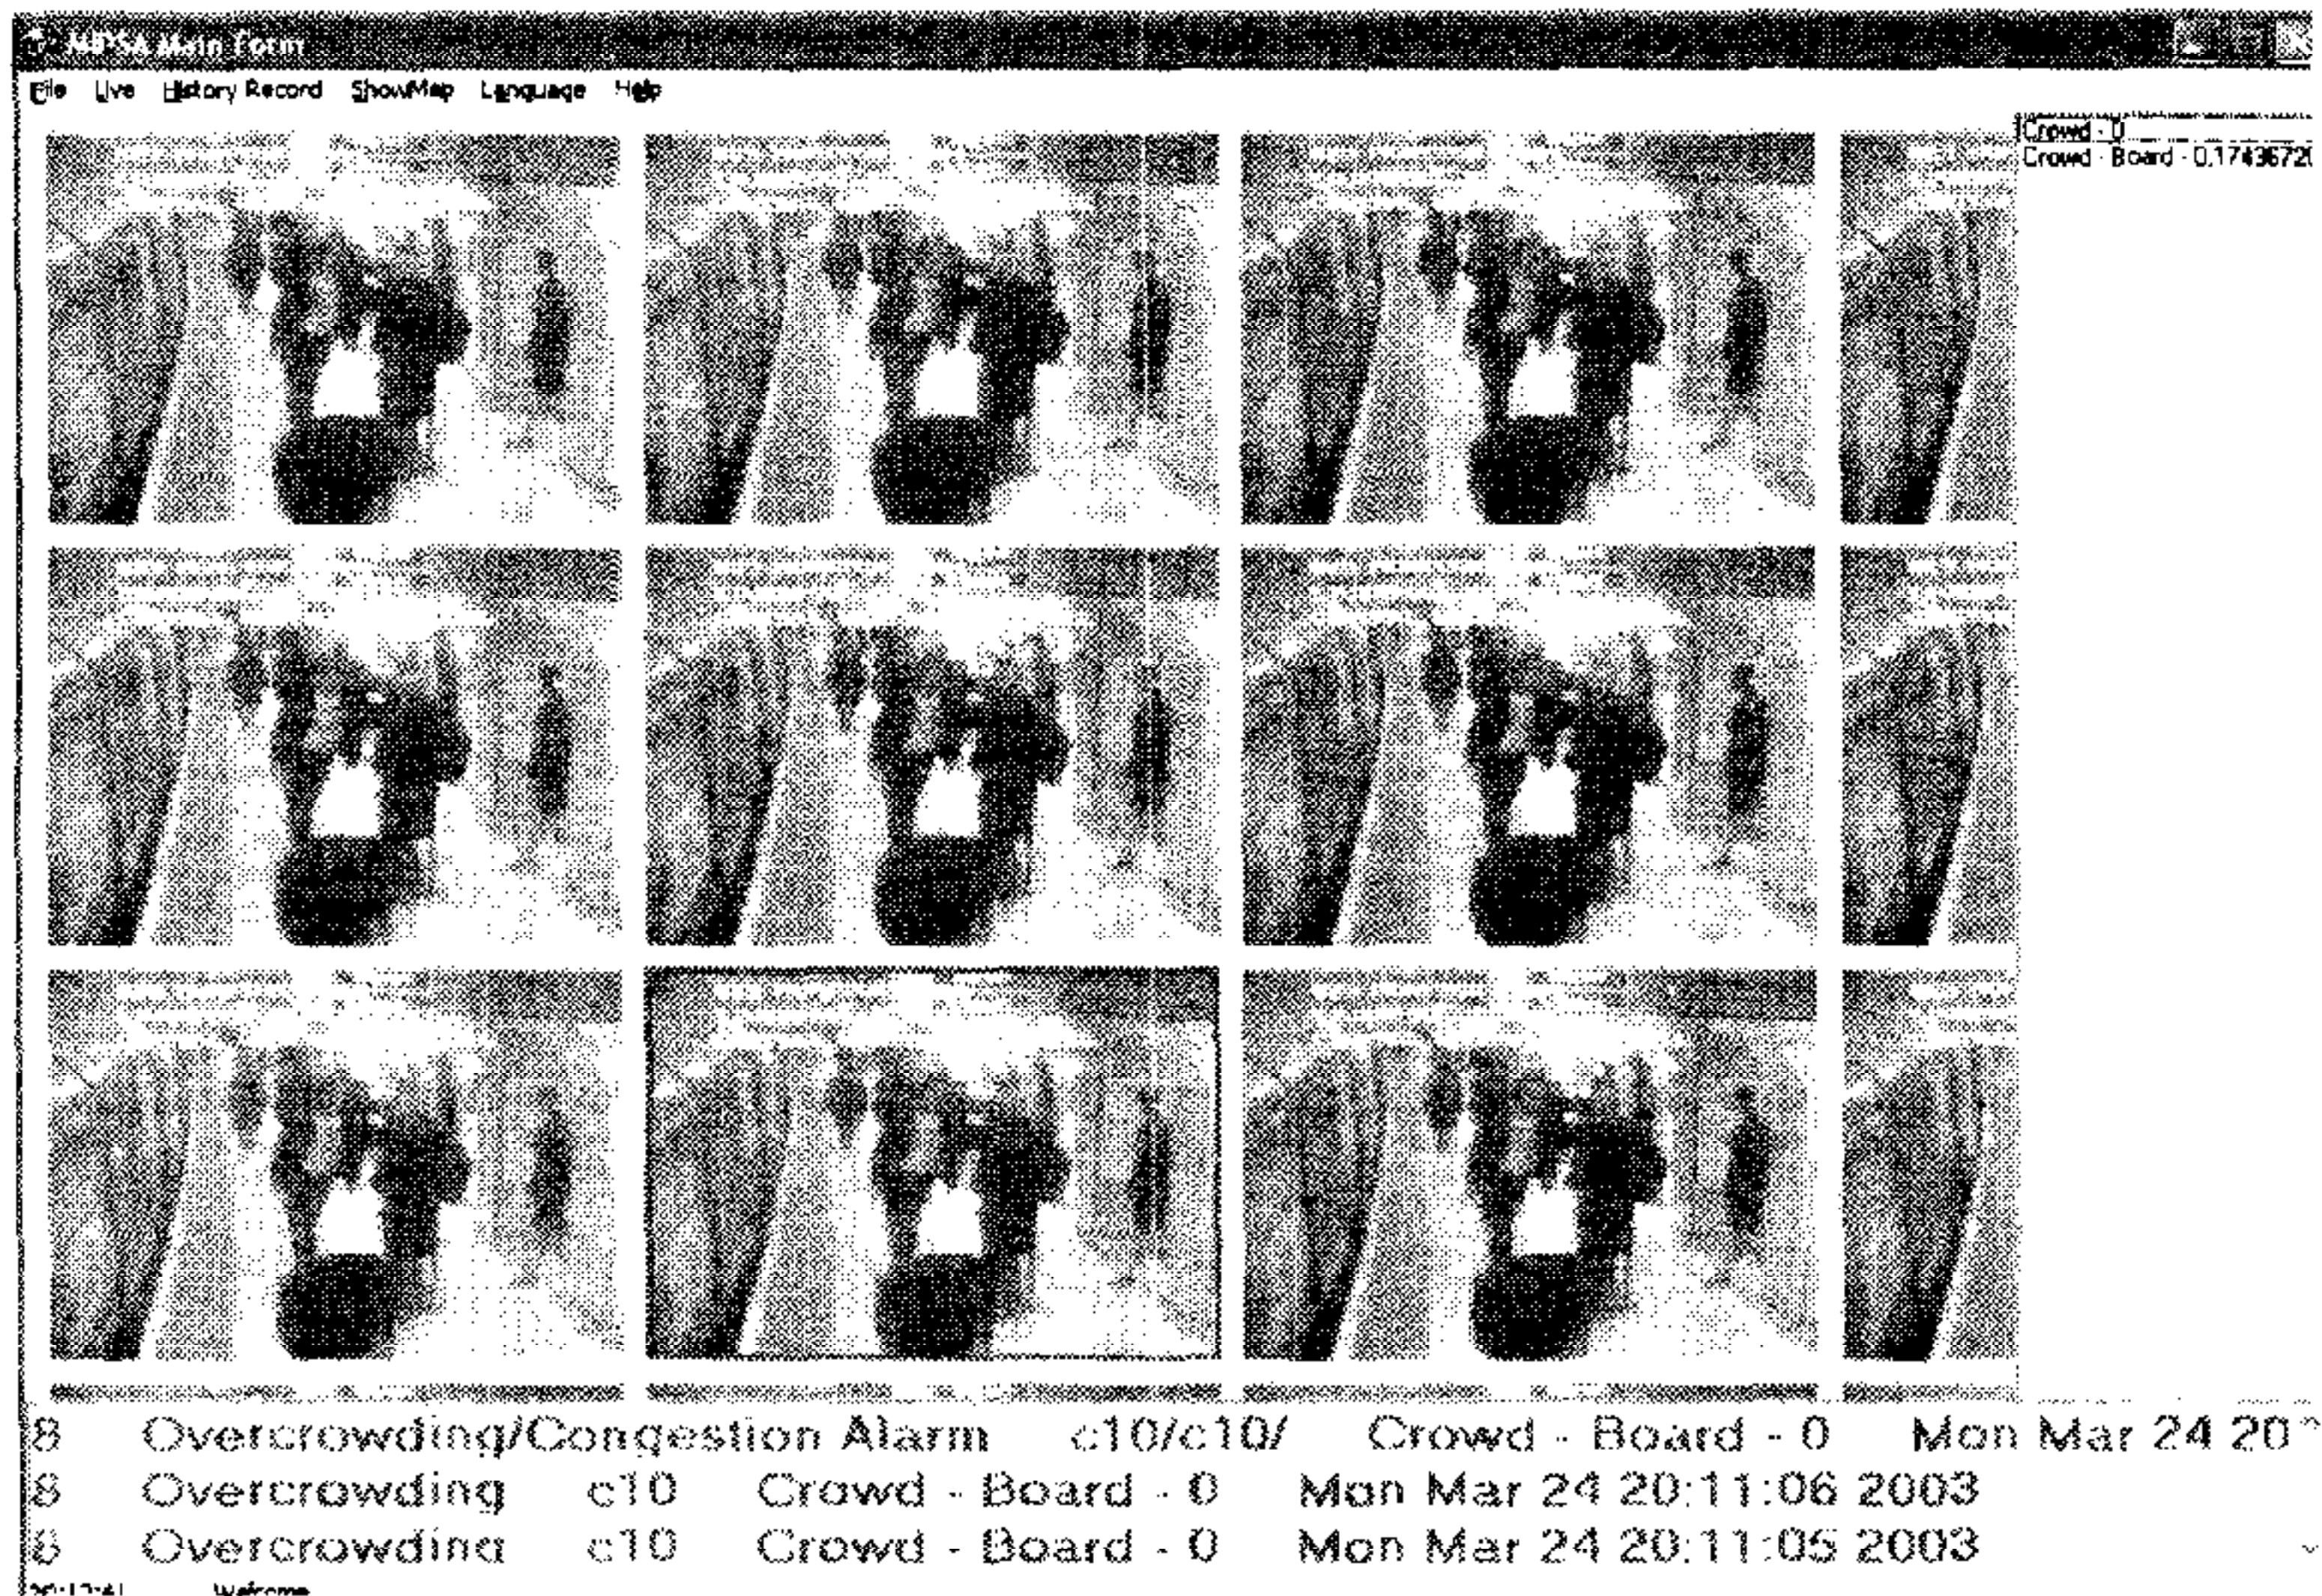 MIPSA Main Form
File Live History Record ShowMap Language Help
Crowd - 0
Crowd - Board - 0.1743672
8 Overcrowding/Congestion Alarm c10/c10/ Crowd - Board - 0 Mon Mar 24 20
8 Overcrowding c10 Crowd - Board - 0 Mon Mar 24 20:11:06 2003
8 Overcrowding c10 Crowd - Board - 0 Mon Mar 24 20:11:05 2003
Welcome